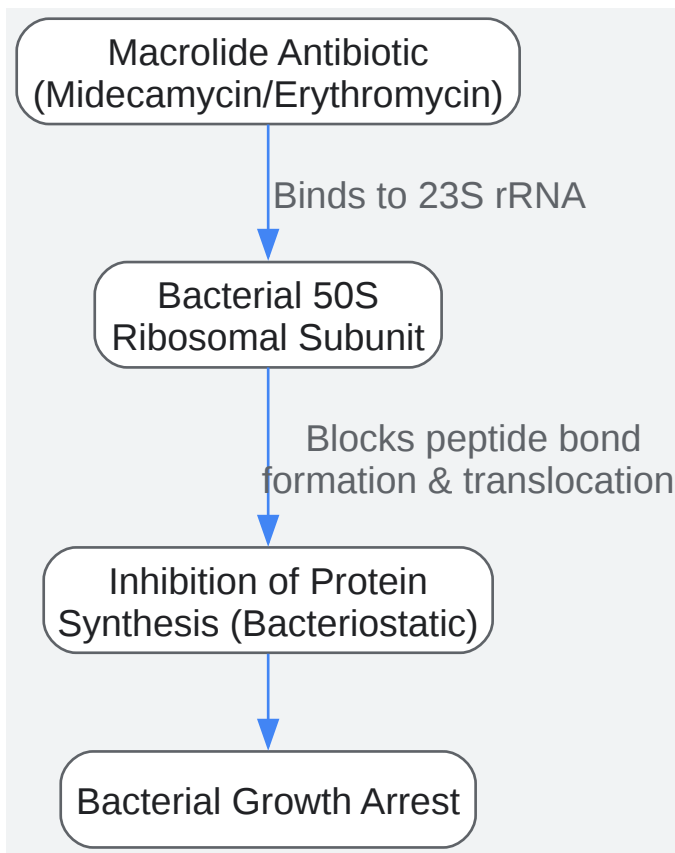 Macrolide Antibiotic
(Midecamycin/Erythromycin)
Binds to 23S rRNA
Bacterial 50S
Ribosomal Subunit
Blocks peptide bond
formation & translocation
Inhibition of Protein
Synthesis (Bacteriostatic)
Bacterial Growth Arrest